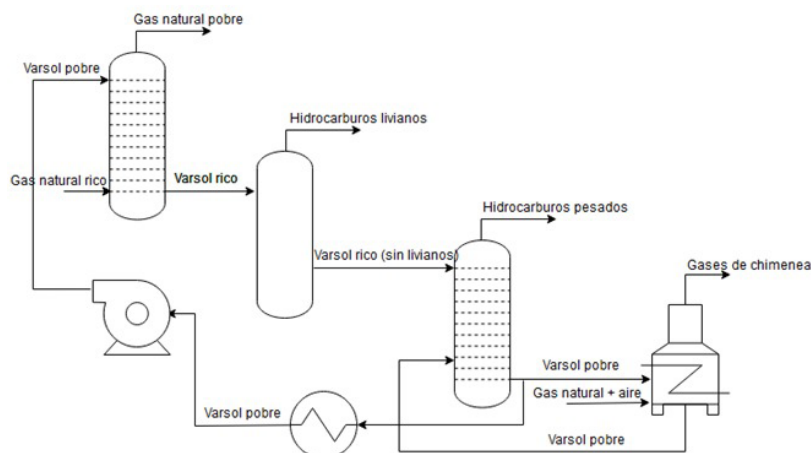 Gas natural pobre
Varsol pobre
Hidrocarburos livianos
Gas natural rico
Varsol rico
Hidrocarburos pesados
Varsol rico (sin livianos)
Gases de chimenea
Varsol pobre
Gas natural + aire
Varsol pobre
Varsol pobre